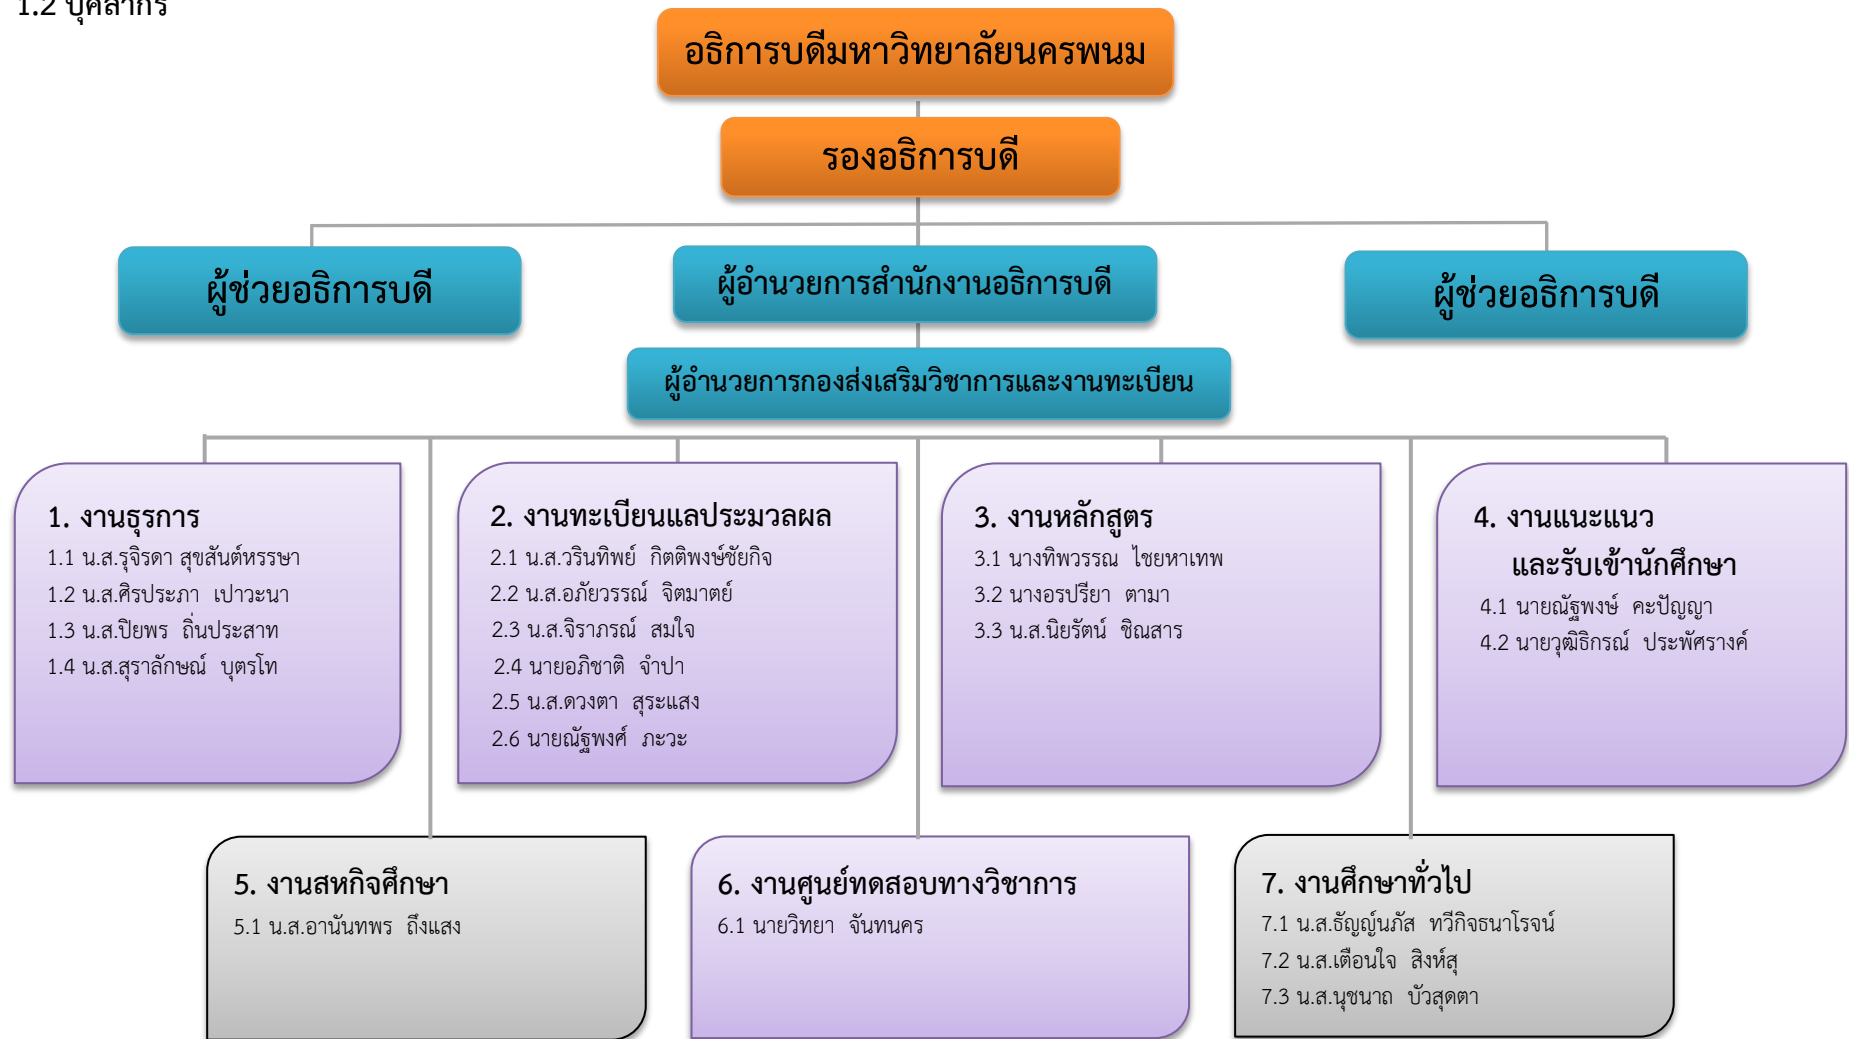 1.2 บุคลากร
อธิการบดีมหาวิทยาลัยนครพนม
รองอธิการบดี
ผู้ช่วยอธิการบดี
ผู้อำนวยการสำนักงานอธิการบดี
ผู้ช่วยอธิการบดี
ผู้อำนวยการกองส่งเสริมวิชาการและงานทะเบียน
1. งานธุรการ
1.1 น.ส.รุจิรดา สุขสันต์หรรษา
1.2 น.ส.ศิรประภา เปาวะนา
1.3 น.ส.ปิยพร ถิ่นประสาท
1.4 น.ส.สุราลักษณ์ บุตรโท
2. งานทะเบียนแลประมวลผล
2.1 น.ส.วรินทิพย์ กิตติพงษ์ชัยกิจ
2.2 น.ส.อภัยวรรณ์ จิตมาตย์
2.3 น.ส.จิราภรณ์ สมใจ
2.4 นายอภิชาติ จำปา
2.5 น.ส.ดวงตา สุระแสง
2.6 นายณัฐพงศ์ ภะวะ
3. งานหลักสูตร
3.1 นางทิพวรรณ ไชยหาเทพ
3.2 นางอรปรียา ตามา
3.3 น.ส.นิยรัตน์ ชิณสาร
4. งานแนะแนว
และรับเข้านักศึกษา
4.1 นายณัฐพงษ์ คะปัญญา
4.2 นายวุฒิธิกรณ์ ประพัศรางค์
5. งานสหกิจศึกษา
5.1 น.ส.อานันทพร ถึงแสง
6. งานศูนย์ทดสอบทางวิชาการ
6.1 นายวิทยา จันทนคร
7. งานศึกษาทั่วไป
7.1 น.ส.ธัญญ์นภัส ทวีกิจธนาโรจน์
7.2 น.ส.เตือนใจ สิงห์สุ
7.3 น.ส.นุชนาถ บัวสุดตา